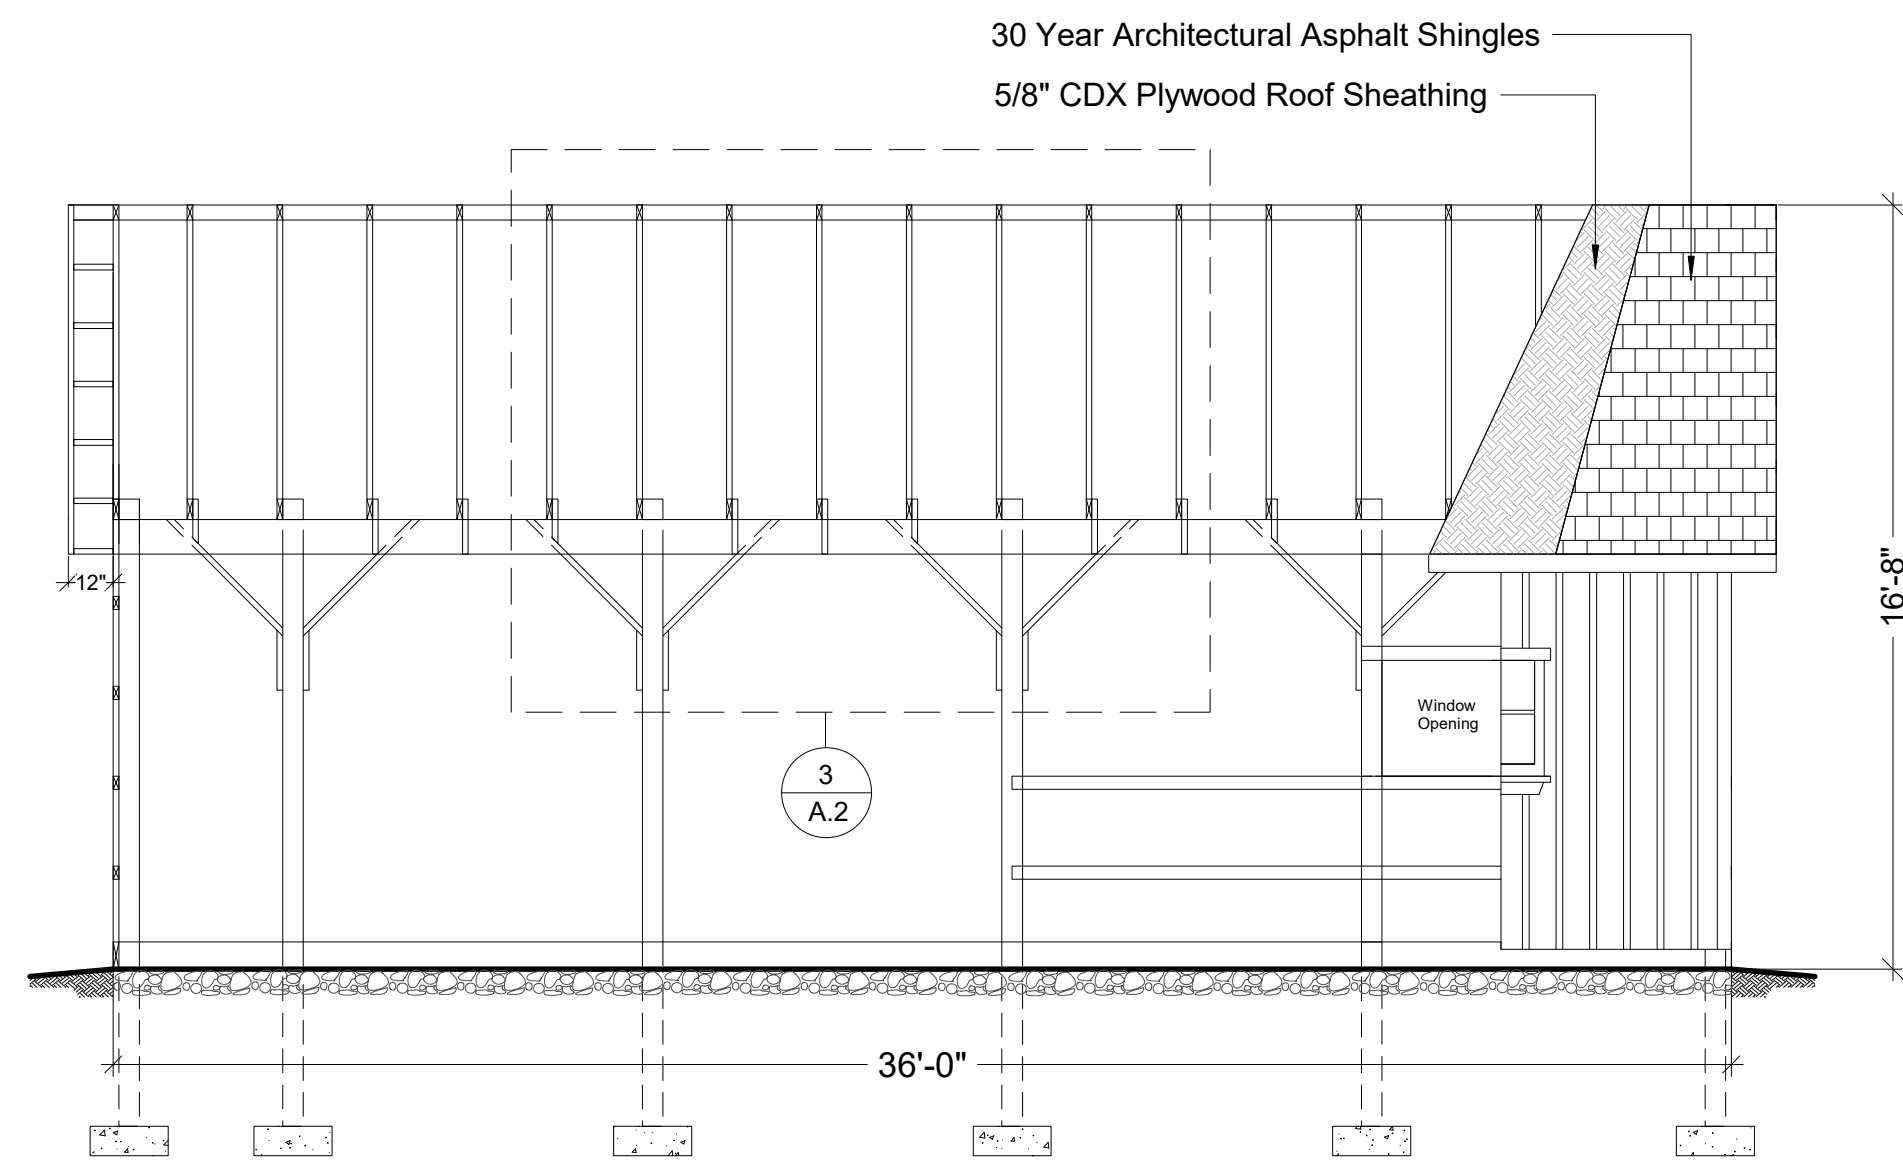 30 Year Architectural Asphalt Shingles
5/8" CDX Plywood Roof Sheathing
12"
16'-8"
Window
Opening
3
A.2
36'-0"